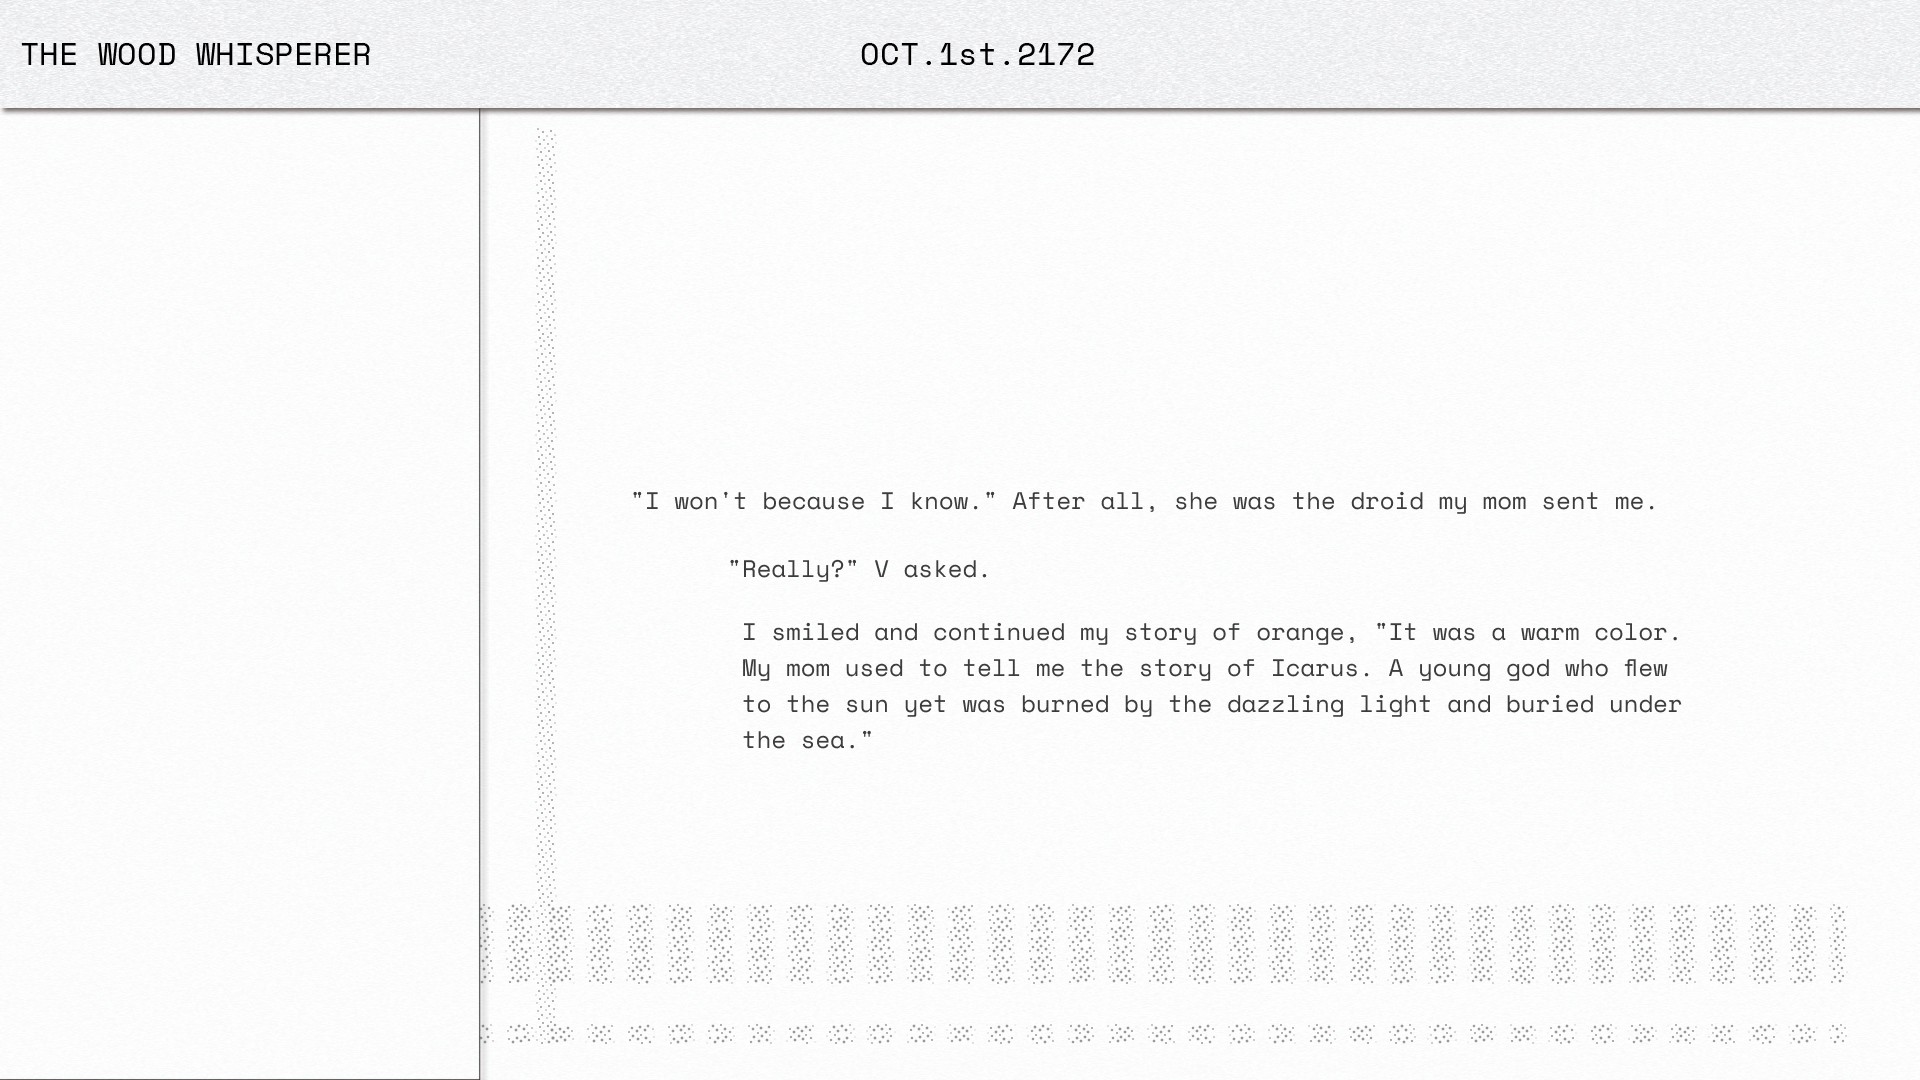 THE WOOD WHISPERER
OCT.1st.2172
"I won't because I know." After all, she was the droid my mom sent me.
"Really?" V asked.
I smiled and continued my story of orange, "It was a warm color.
My mom used to tell me the story of Icarus. A young god who flew
to the sun yet was burned by the dazzling light and buried under
the sea."